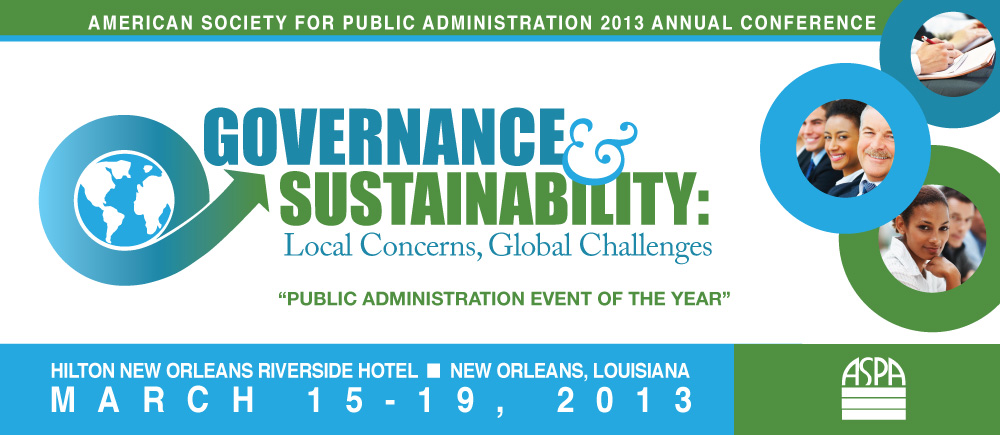 AMERICAN SOCIETY FOR PUBLIC ADMINISTRATION 2013 ANNUAL CONFERENCE
GOVERNANCE &
SUSTAINABILITY:
Local Concerns, Global Challenges
“PUBLIC ADMINISTRATION EVENT OF THE YEAR”
HILTON NEW ORLEANS RIVERSIDE HOTEL ■ NEW ORLEANS, LOUISIANA
MARCH 15-19, 2013
ASPA